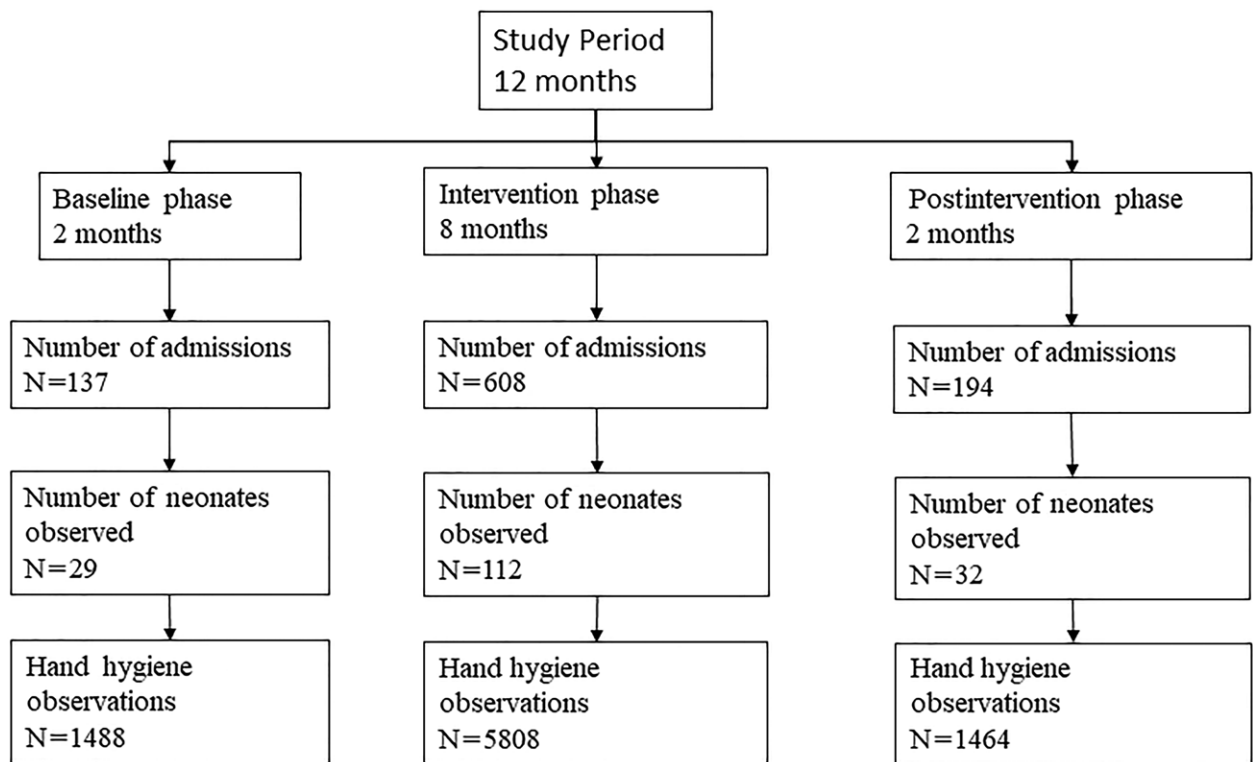 Study Period
12 months
Baseline phase
2 months
Intervention phase
8 months
Postintervention phase
2 months
Number of admissions
N=137
Number of admissions
N=608
Number of admissions
N=194
Number of neonates
observed
N=29
Number of neonates
observed
N=112
Number of neonates
observed
N=32
Hand hygiene
observations
N=1488
Hand hygiene
observations
N=5808
Hand hygiene
observations
N=1464